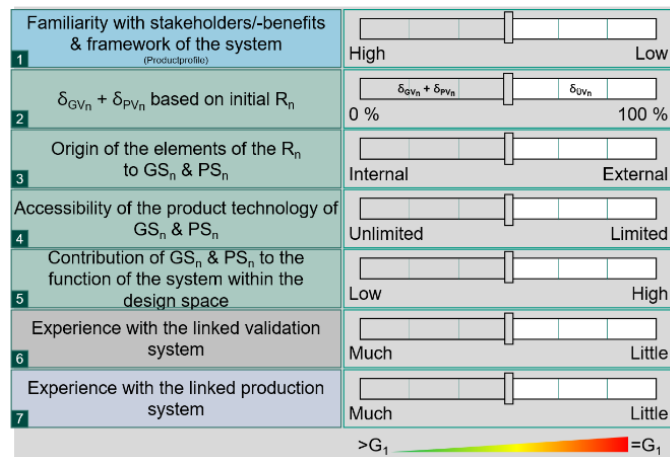 Familiarity with stakeholders/-benefits
& framework of the system
(Productprofile)
1
High Low
δGVn + δPVn based on initial Rn
2
δGVn + δPVn δÜVn
0 % 100 %
Origin of the elements of the Rn
to GSn & PSn
3
Internal External
Accessibility of the product technology of
GSn & PSn
4
Unlimited Limited
Contribution of GSn & PSn to the
function of the system within the
design space
5
Low High
Experience with the linked validation
system
6
Much Little
Experience with the linked production
system
7
Much Little
>G1 =G1